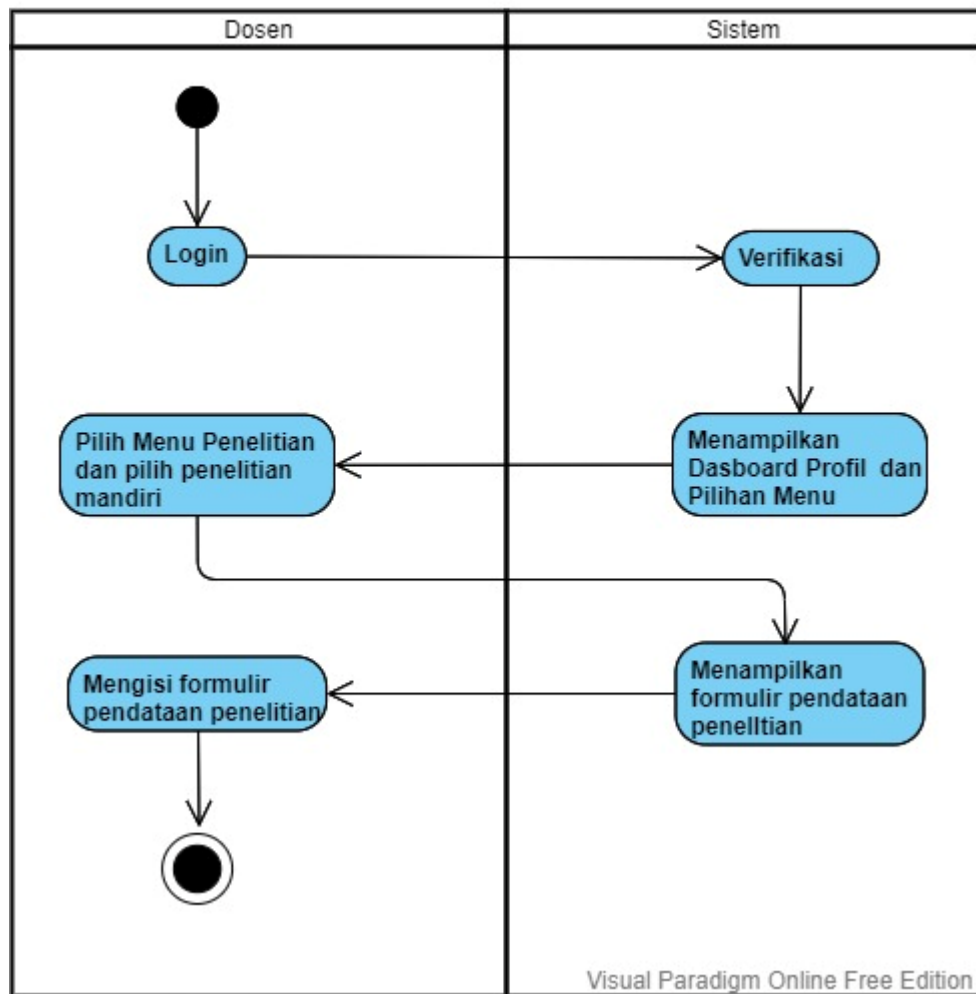 Dosen
Sistem
Login
Verifikasi
Menampilkan
Dasboard Profil dan
Pilihan Menu
Pilih Menu Penelitian
dan pilih penelitian
mandiri
Menampilkan
formulir pendataan
penelltian
Mengisi formulir
pendataan penelitian
Visual Paradigm Online Free Edition